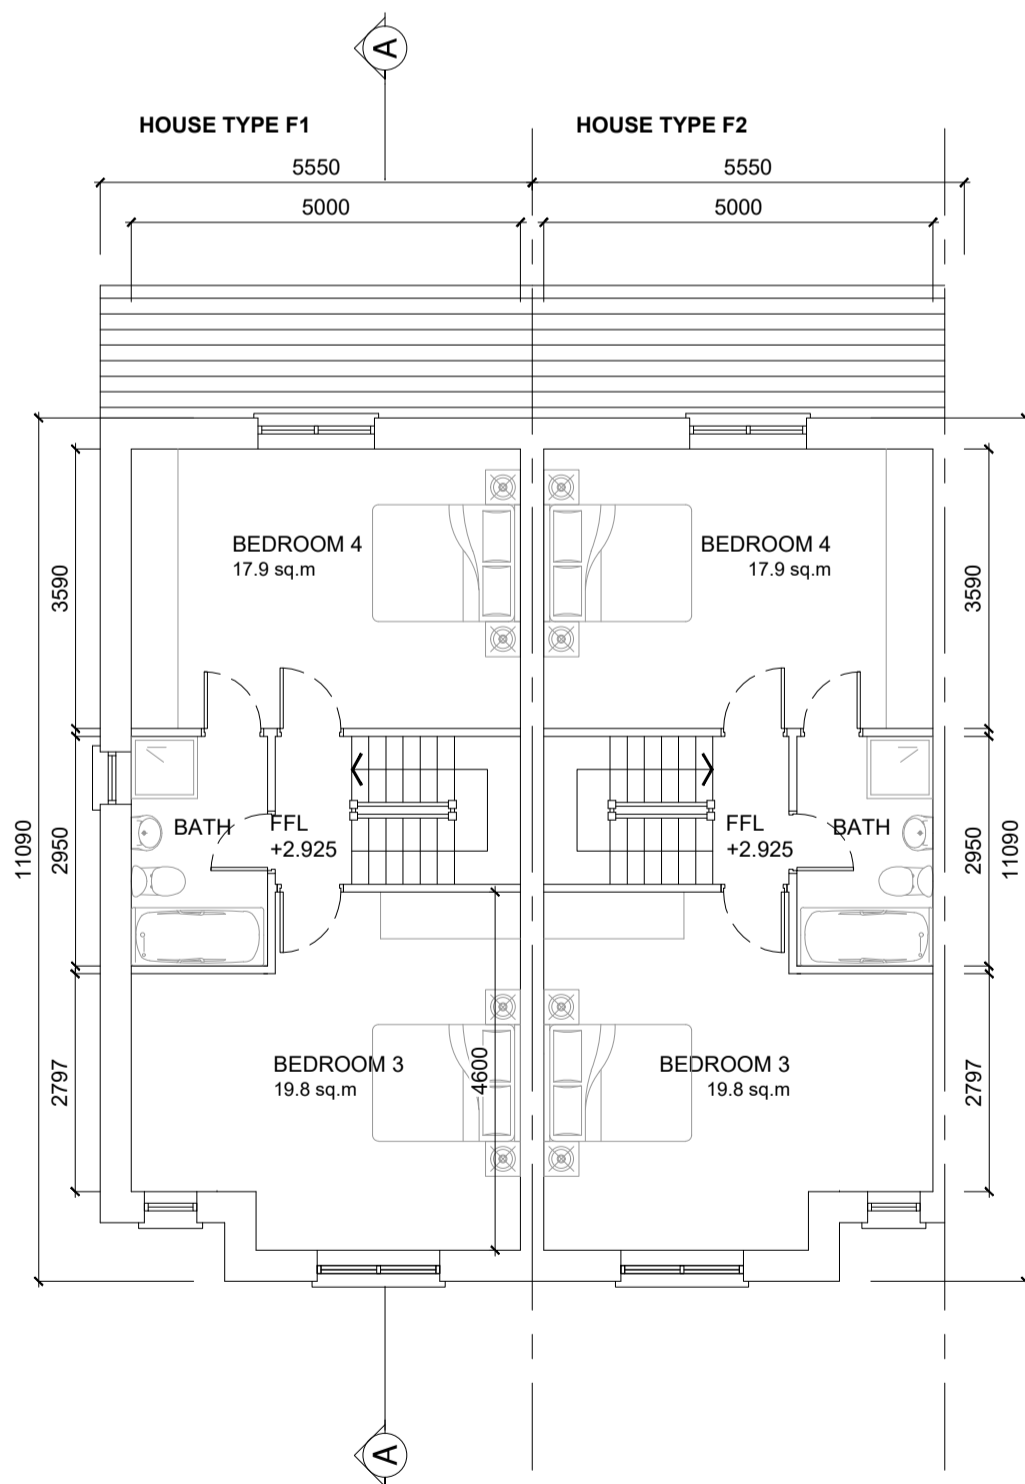 A
HOUSE TYPE F1
HOUSE TYPE F2
5550
5550
5000
5000
BEDROOM 4
17.9 sq.m
BEDROOM 4
17.9 sq.m
3590
3590
BATH
FFL
+2.925
FFL
+2.925
BATH
11090
2950
2950
11090
BEDROOM 3
19.8 sq.m
4600
BEDROOM 3
19.8 sq.m
2797
2797
A